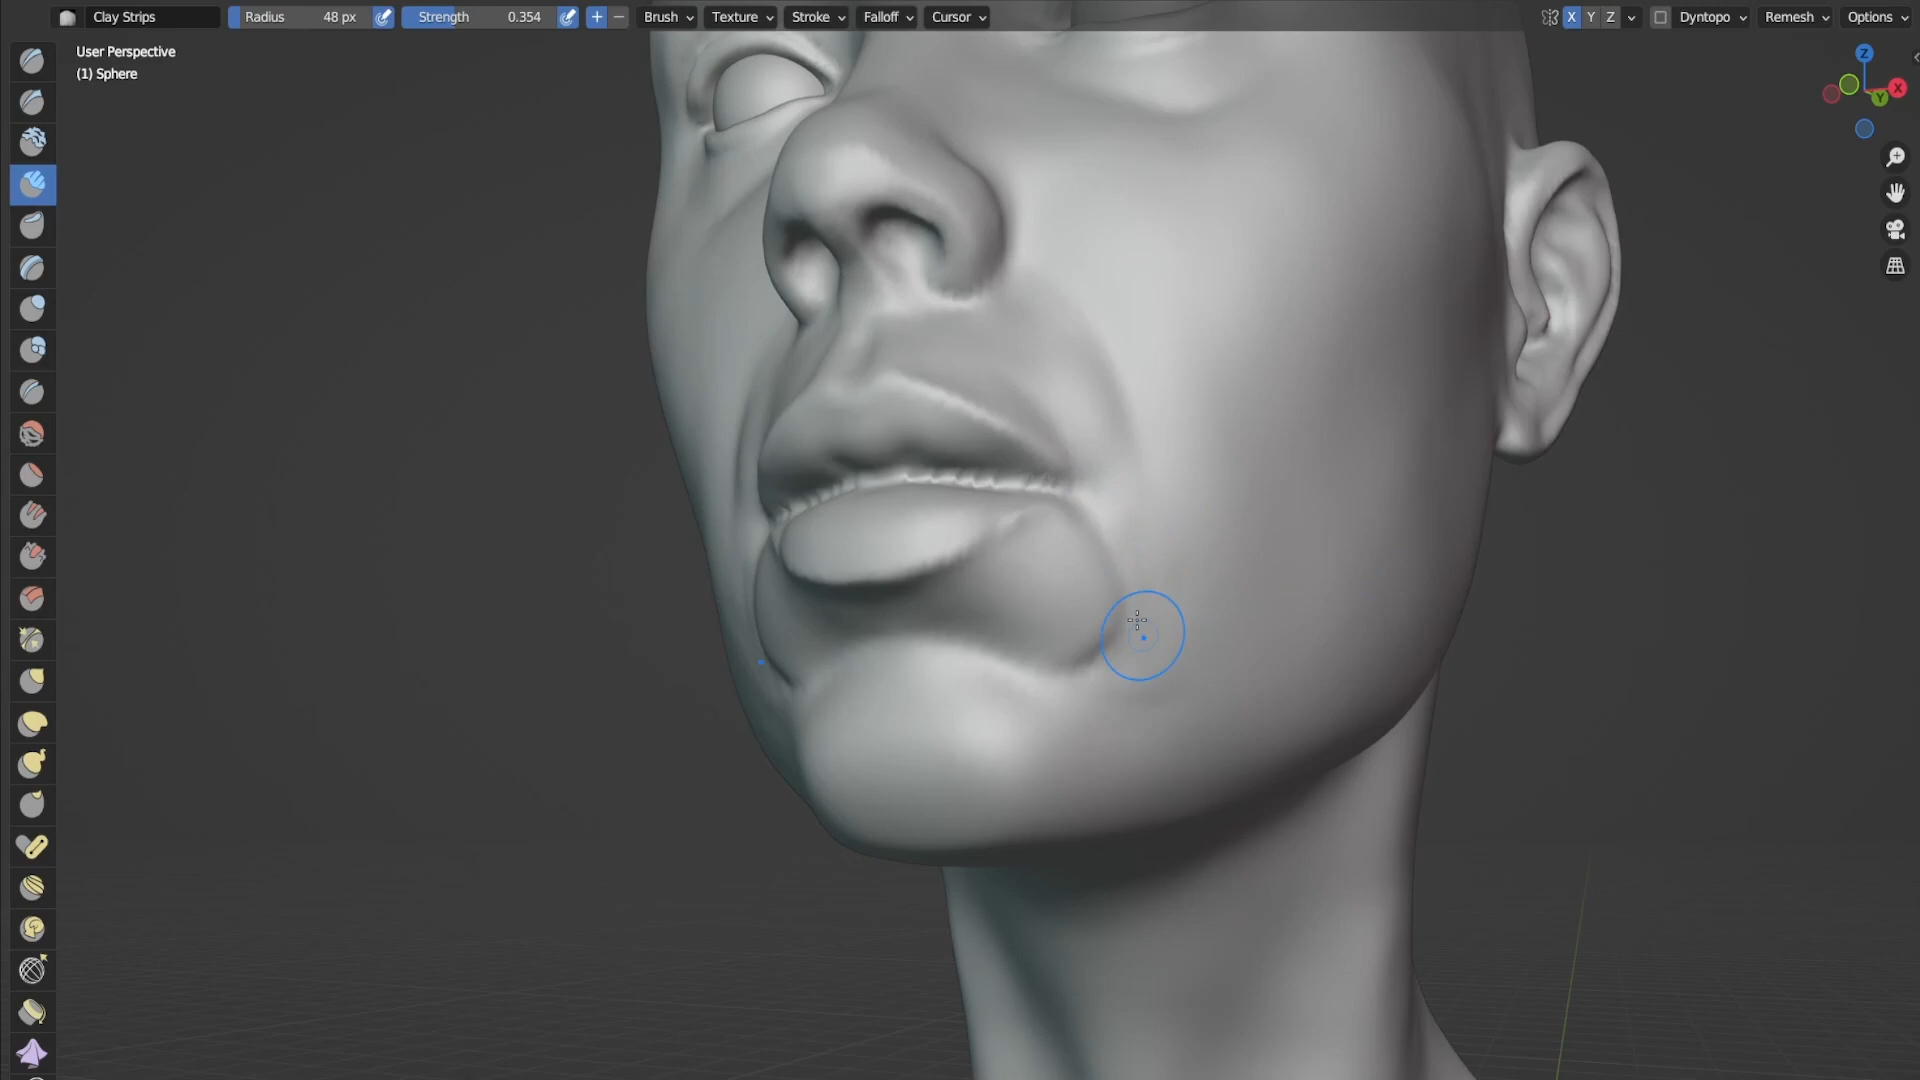 Clay Strips Radius 48 px Strength 0.354 + − Brush Texture Stroke Falloff Cursor X Y Z Dyntopo Remesh Options
User Perspective
(1) Sphere
Z
X
Y